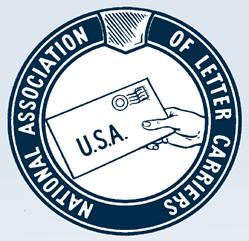 NATIONAL ASSOCIATION OF LETTER CARRIERS
U.S.A.